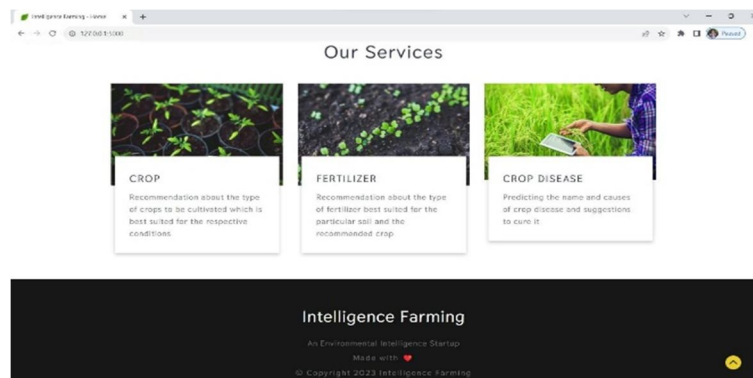 Intelligence Farming - Home
127.0.0.1:5000
Paused
Our Services
CROP
Recommendation about the type
of crops to be cultivated which is
best suited for the respective
conditions
FERTILIZER
Recommendation about the type
of fertilizer best suited for the
particular soil and the
recommended crop
CROP DISEASE
Predicting the name and causes
of crop disease and suggestions
to cure it
Intelligence Farming
An Environmental Intelligence Startup
Made with ❤
© Copyright 2023 Intelligence Farming